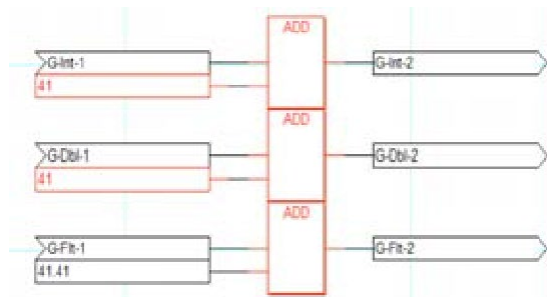 ADD
G-Int-1
G-Int-2
41
ADD
G-Dbl-1
G-Dbl-2
41
ADD
G-Flt-1
G-Flt-2
41.41